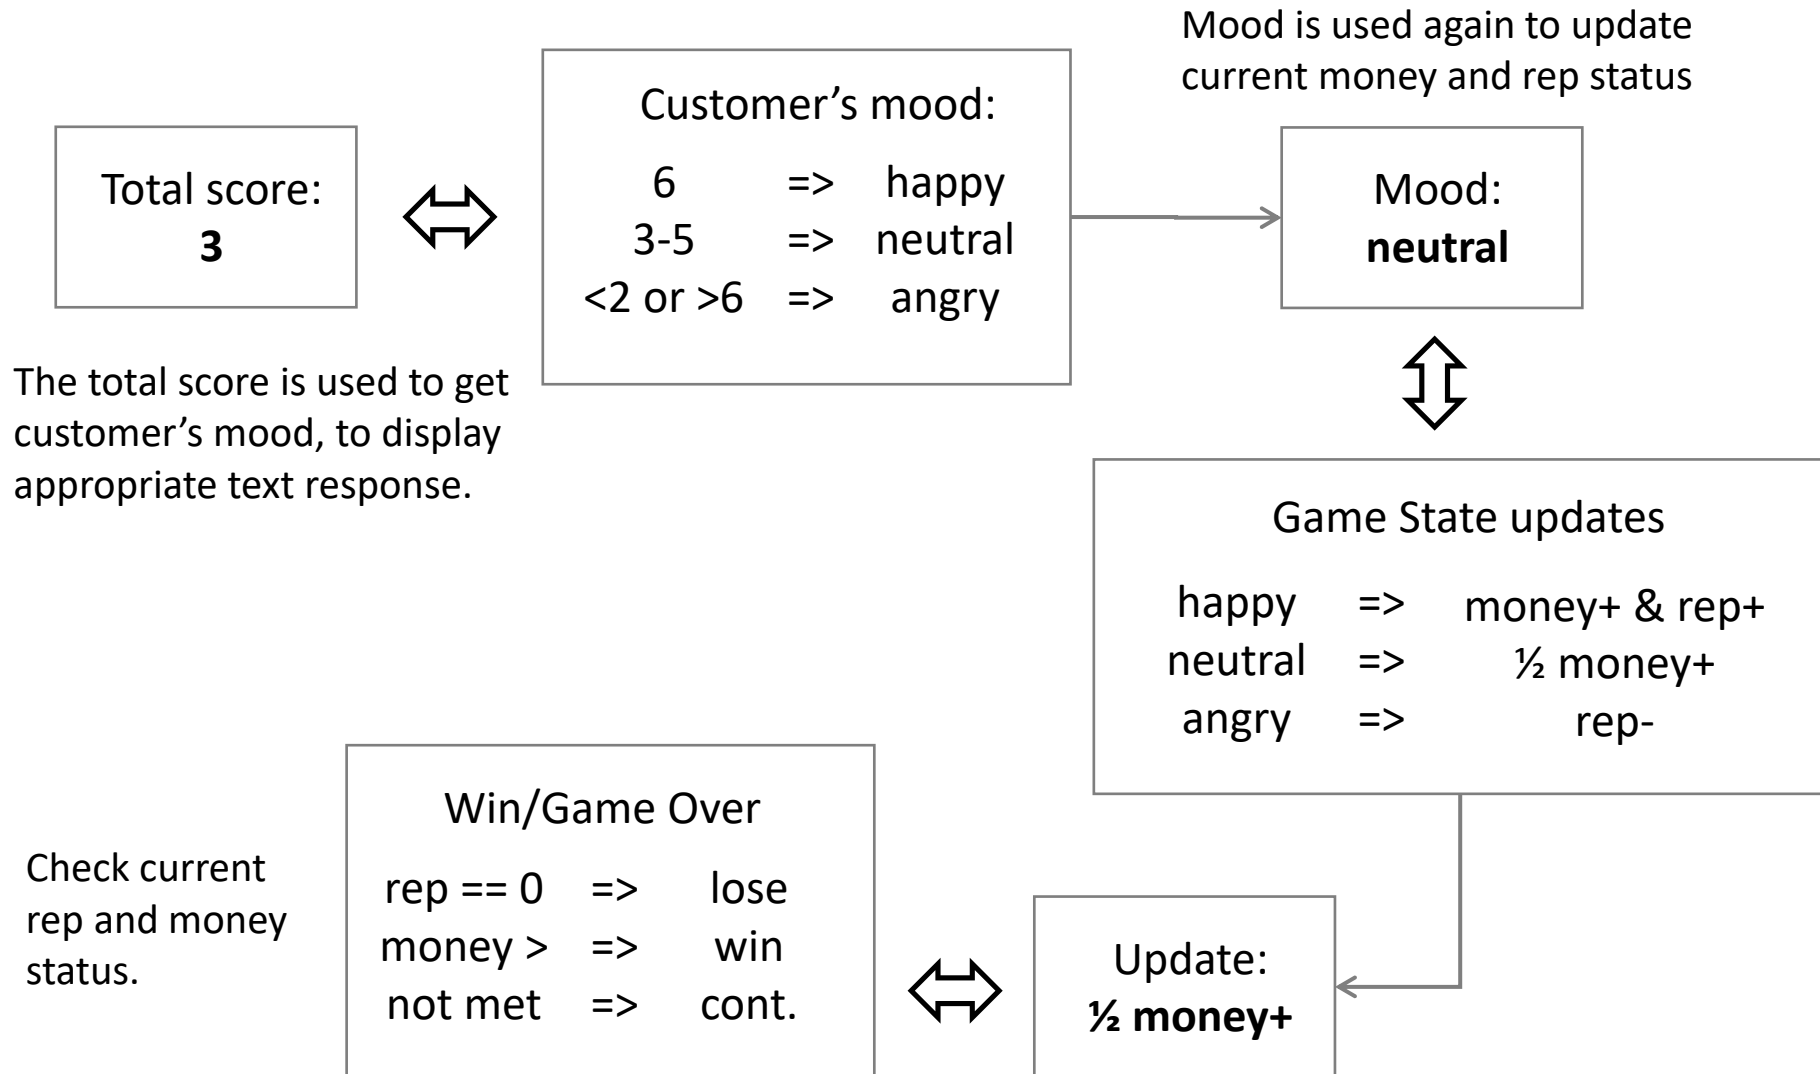 Mood is used again to update
current money and rep status
Total score:
3
Customer’s mood:
6 => happy
3-5 => neutral
<2 or >6 => angry
Mood:
neutral
The total score is used to get
customer’s mood, to display
appropriate text response.
Game State updates
happy => money+ & rep+
neutral => ½ money+
angry => rep-
Check current
rep and money
status.
Win/Game Over
rep == 0 => lose
money > => win
not met => cont.
Update:
½ money+